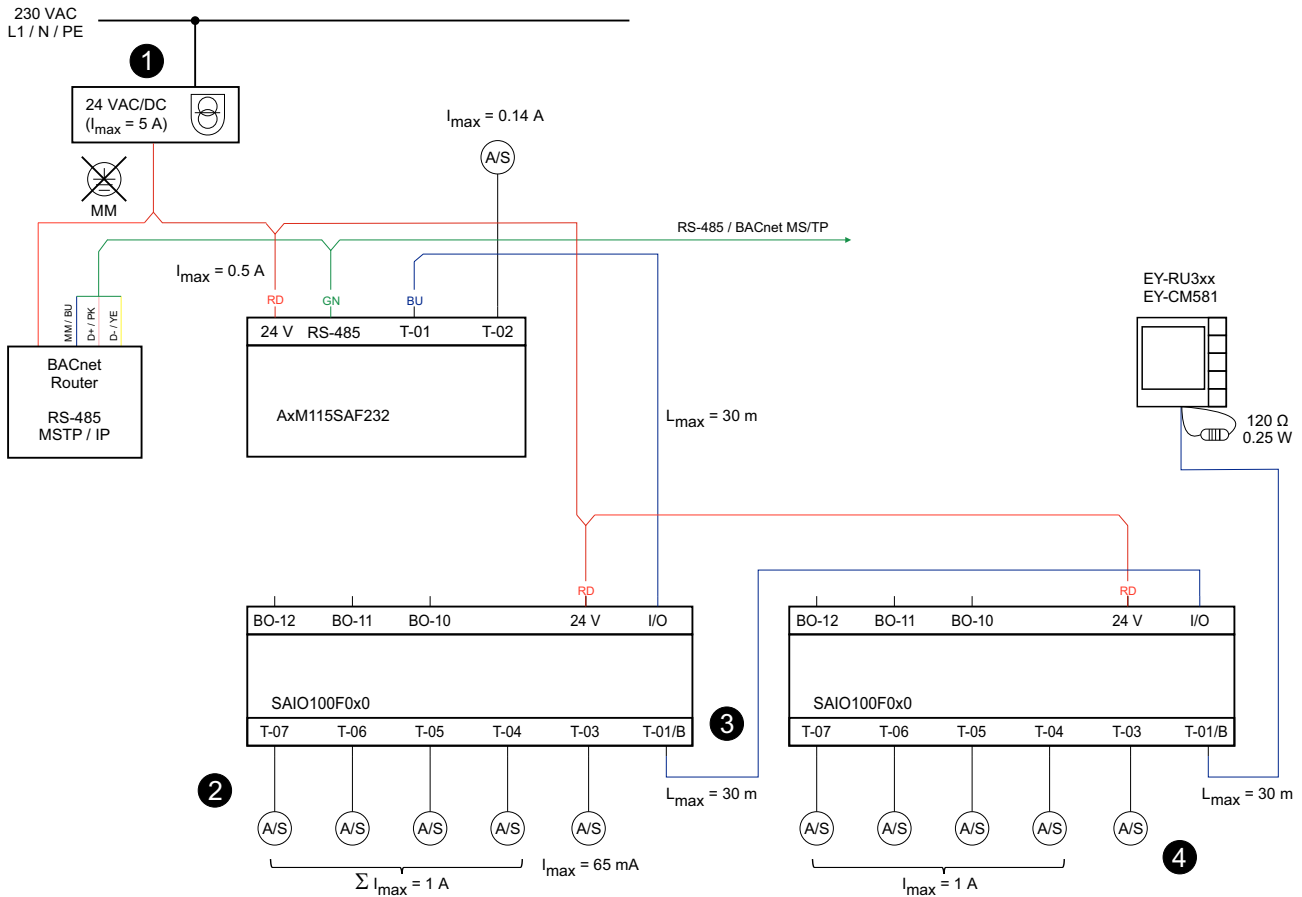 230 VAC
L1 / N / PE
1
24 VAC/DC
(Imax = 5 A)
MM
Imax = 0.14 A
A/S
RS-485 / BACnet MS/TP
Imax = 0.5 A
RD
GN
BU
MM / BU
D+ / PK
D- / YE
24 V
RS-485
T-01
T-02
AxM115SAF232
BACnet
Router
RS-485
MSTP / IP
Lmax = 30 m
EY-RU3xx
EY-CM581
120 Ω
0.25 W
RD
BO-12
BO-11
BO-10
24 V
I/O
SAIO100F0x0
T-07
T-06
T-05
T-04
T-03
T-01/B
3
RD
BO-12
BO-11
BO-10
24 V
I/O
SAIO100F0x0
T-07
T-06
T-05
T-04
T-03
T-01/B
2
Lmax = 30 m
Lmax = 30 m
A/S
A/S
A/S
A/S
A/S
A/S
A/S
A/S
A/S
A/S
4
Σ Imax = 1 A
Imax = 65 mA
Imax = 1 A